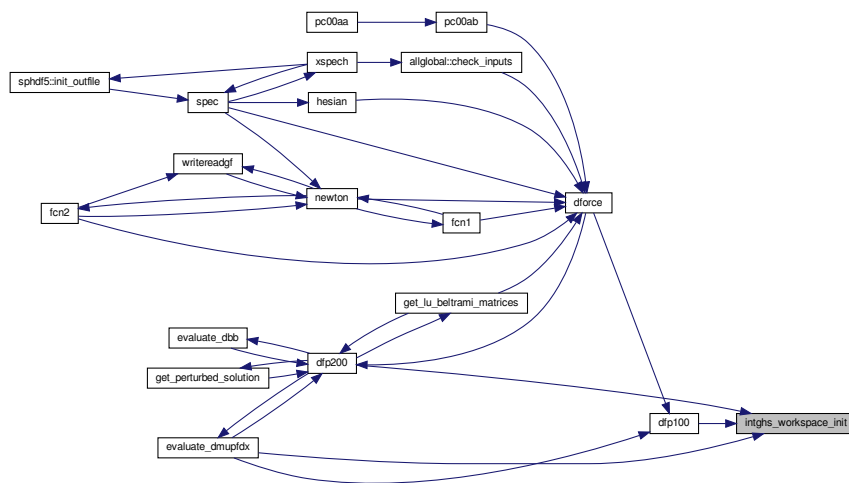 pc00aa
pc00ab
xspech
allglobal::check_inputs
sphdf5::init_outfile
spec
hesian
writereadgf
newton
dforce
fcn2
fcn1
get_lu_beltrami_matrices
evaluate_dbb
dfp200
get_perturbed_solution
dfp100
intghs_workspace_init
evaluate_dmupfdx